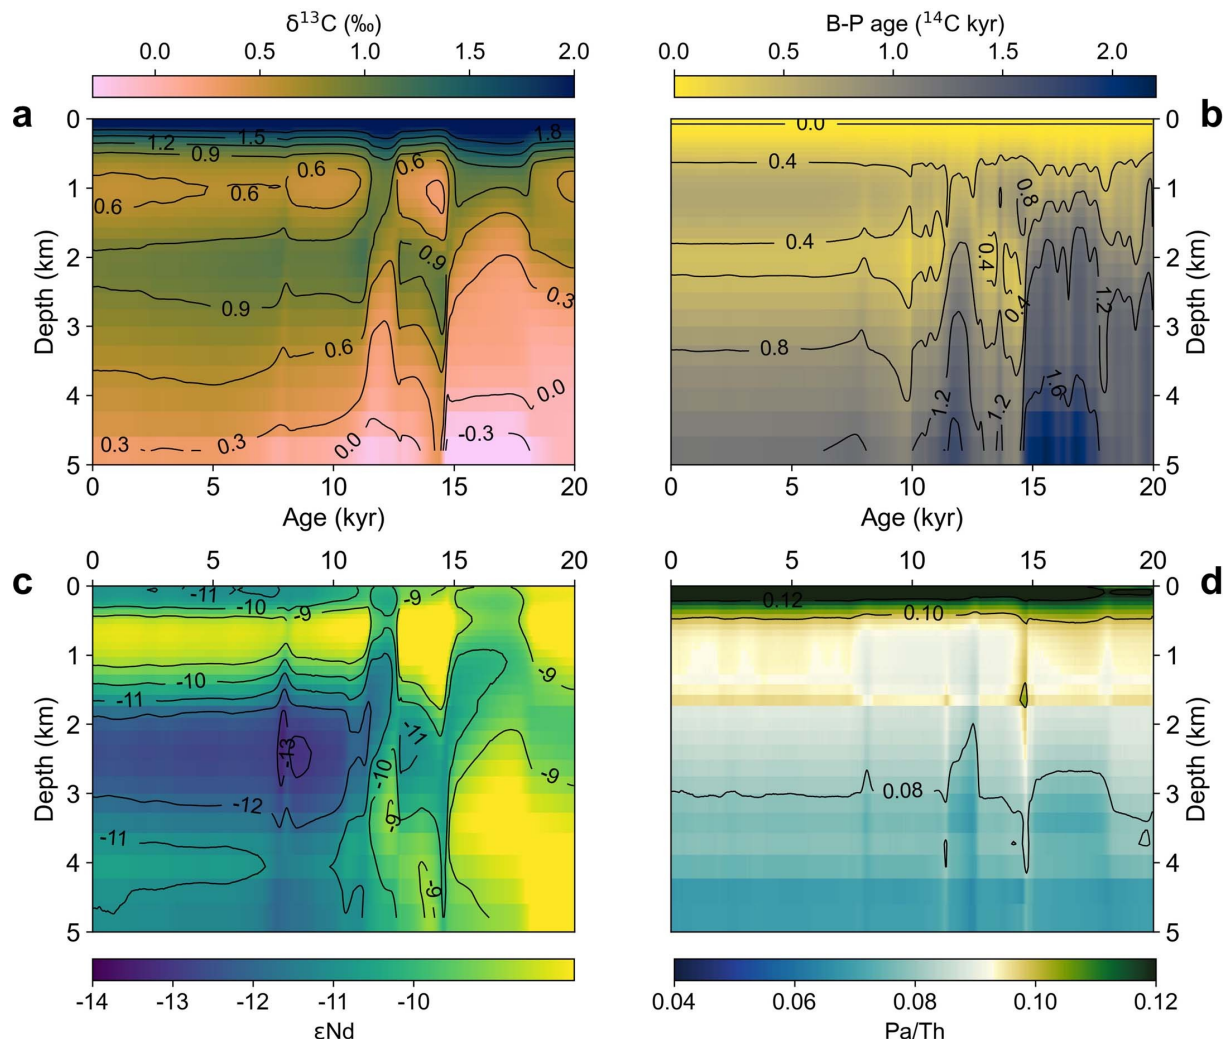 δ13C (‰)
0.0 0.5 1.0 1.5 2.0
B-P age (14C kyr)
0.0 0.5 1.0 1.5 2.0
a
0
1
2
3
4
5
Depth (km)
1.2 1.5 1.8
0.9
0.6 0.6
0.6 0.6
0.9
0.9 0.3
0.6
0.0
0.3 0.3 0.0 -0.3
0 5 10 15 20
Age (kyr)
b
0
1
2
3
4
5
Depth (km)
0.0
0.4
0.8
0.4 0.4
0.4 1.2
0.8
1.6
1.2 1.2
0 5 10 15 20
Age (kyr)
c
0 5 10 15 20
0
1
2
3
4
5
Depth (km)
-11 -10 -9 -9
-10 -9
-11
-11
-13 -10 -9
-12 -9
-11
-9
-14 -13 -12 -11 -10
εNd
d
0 5 10 15 20
0
1
2
3
4
5
Depth (km)
0.12 0.10
0.08
0.04 0.06 0.08 0.10 0.12
Pa/Th